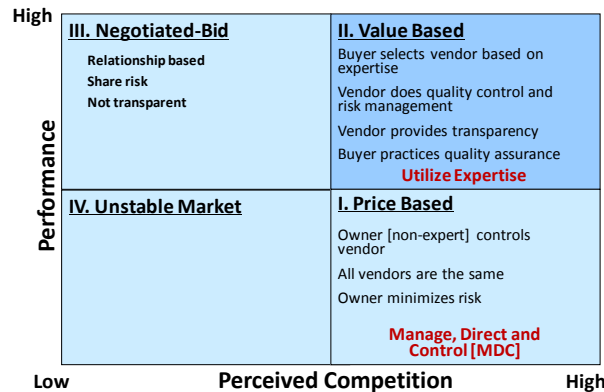 High
III. Negotiated-Bid
Relationship based
Share risk
Not transparent
II. Value Based
Buyer selects vendor based on
expertise
Vendor does quality control and
risk management
Vendor provides transparency
Buyer practices quality assurance
Utilize Expertise
Performance
IV. Unstable Market
I. Price Based
Owner [non-expert] controls
vendor
All vendors are the same
Owner minimizes risk
Manage, Direct and
Control [MDC]
Low
Perceived Competition
High